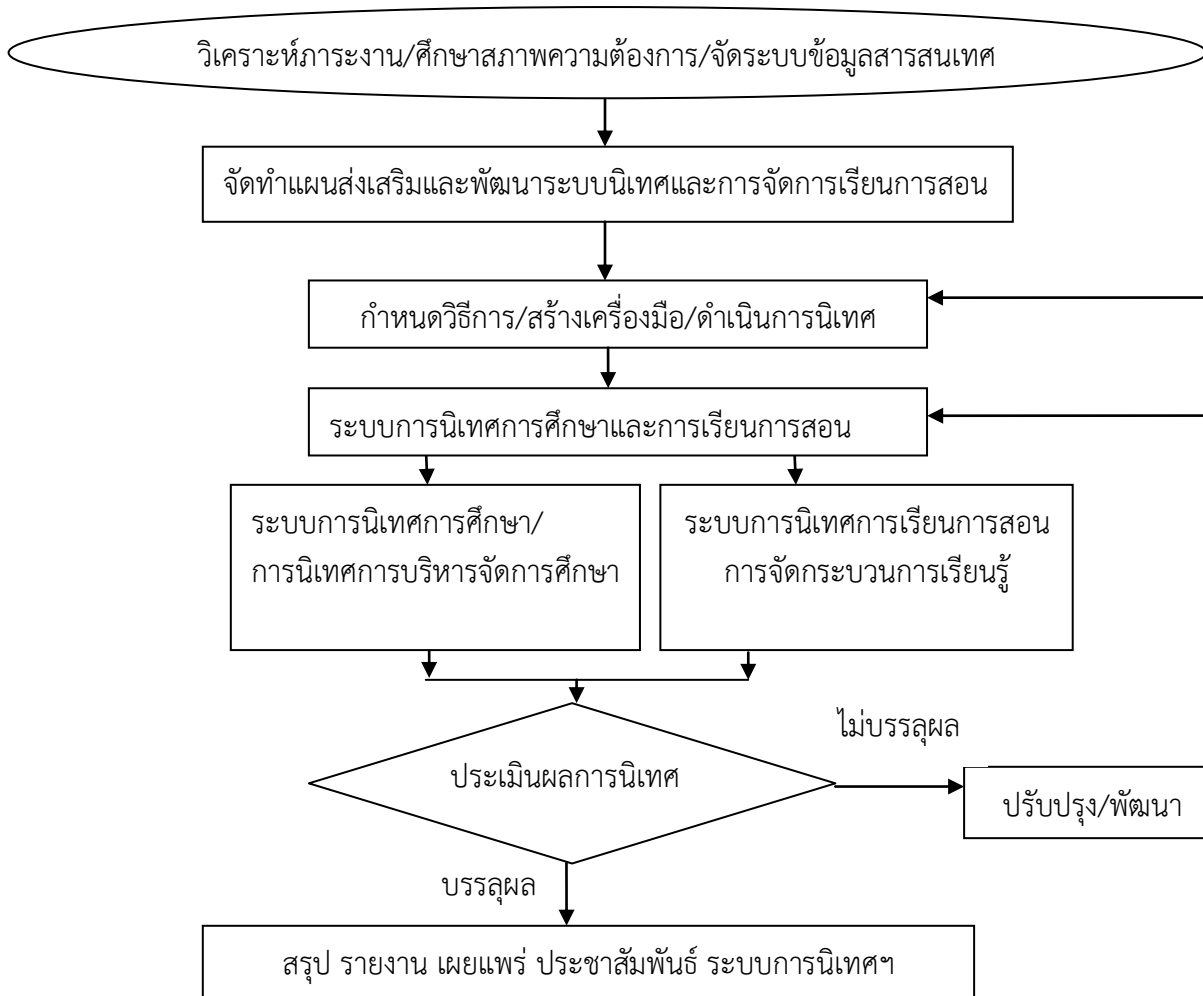 วิเคราะห์ภาระงาน/ศึกษาสภาพความต้องการ/จัดระบบข้อมูลสารสนเทศ
จัดทำแผนส่งเสริมและพัฒนาระบบนิเทศและการจัดการเรียนการสอน
กำหนดวิธีการ/สร้างเครื่องมือ/ดำเนินการนิเทศ
ระบบการนิเทศการศึกษาและการเรียนการสอน
ระบบการนิเทศการศึกษา/
การนิเทศการบริหารจัดการศึกษา
ระบบการนิเทศการเรียนการสอน
การจัดกระบวนการเรียนรู้
ไม่บรรลุผล
ประเมินผลการนิเทศ
ปรับปรุง/พัฒนา
บรรลุผล
สรุป รายงาน เผยแพร่ ประชาสัมพันธ์ ระบบการนิเทศฯ